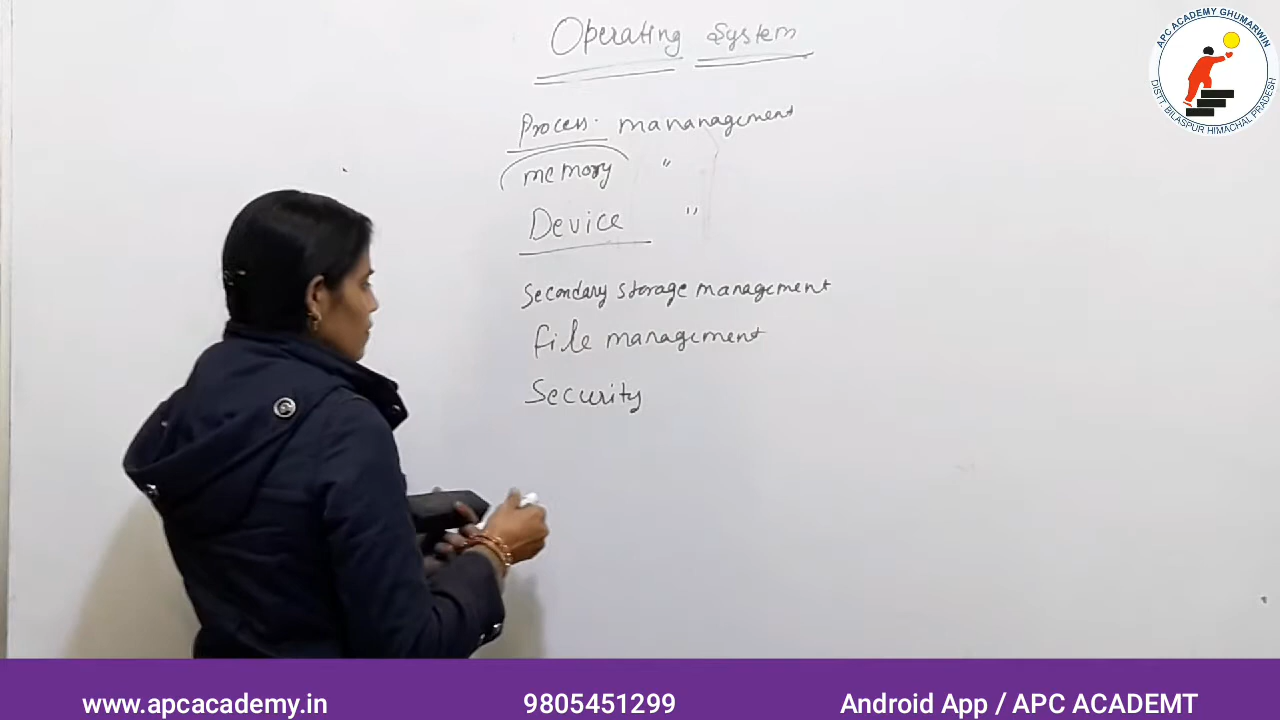 Operating System
Process. mananagement
memory "
Device "
Secondary storage management
File management
Security
APC ACADEMY GHUMARWIN
DISTT. BILASPUR HIMACHAL PRADESH
www.apcacademy.in 9805451299 Android App / APC ACADEMT